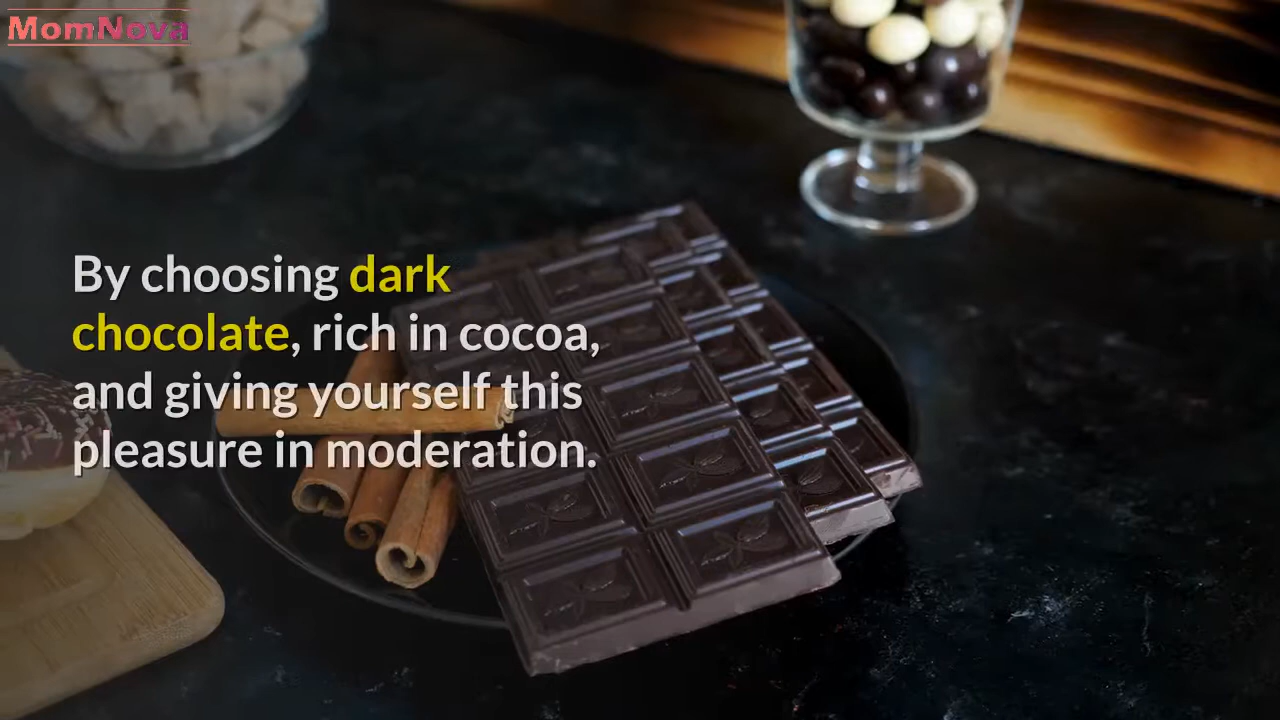 MomNova
By choosing dark
chocolate, rich in cocoa,
and giving yourself this
pleasure in moderation.